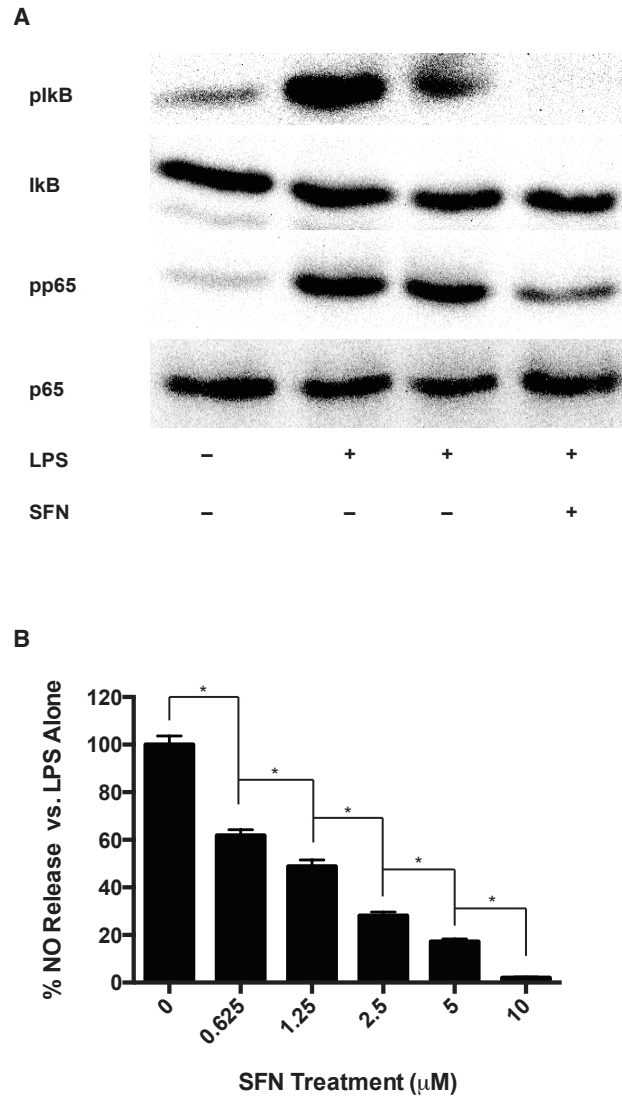 A
pIkB
IkB
pp65
p65
LPS – + + +
SFN – – – +
B
% NO Release vs. LPS Alone
120
100
80
60
40
20
0
* * * * *
0 0.625 1.25 2.5 5 10
SFN Treatment (μM)